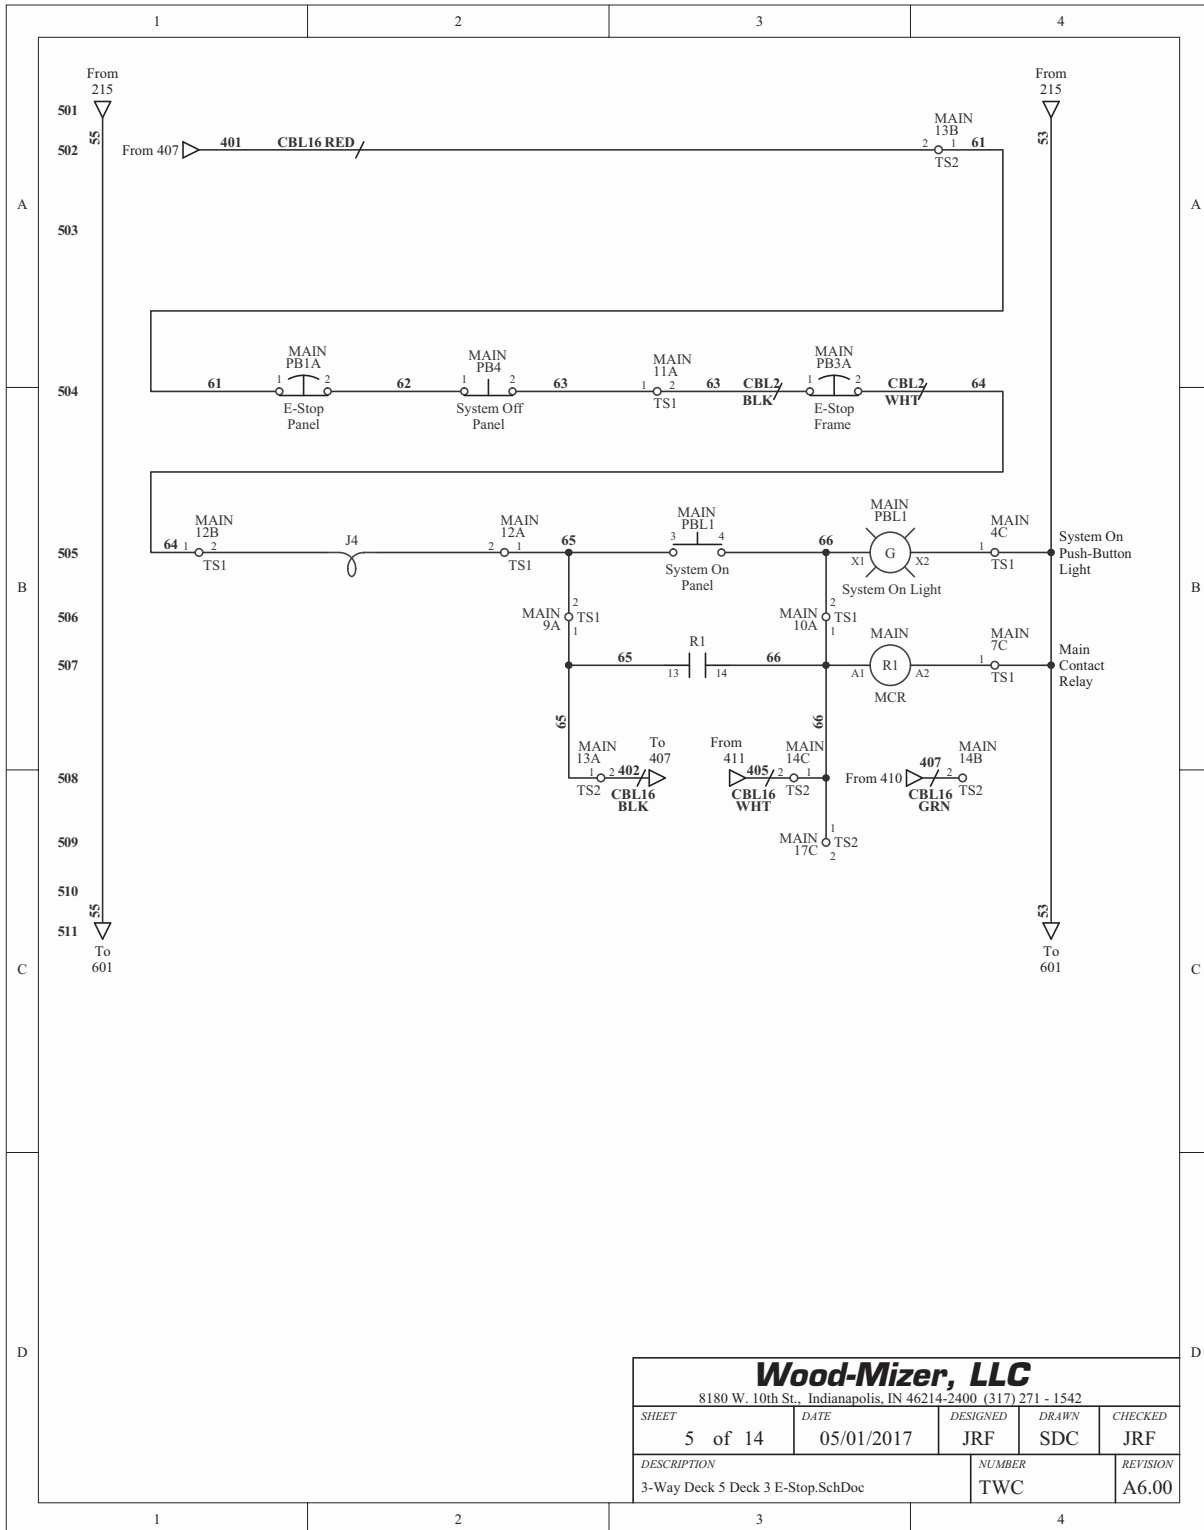 1 2 3 4
From 215
From 215
501
55
53
502
From 407
401
CBL16 RED
MAIN 13B
2 1 61
TS2
A
A
503
MAIN PB1A
MAIN PB4
MAIN 11A
MAIN PB3A
504
61
1 2
62
1 2
63
1 2
63
CBL2 BLK
1 2
CBL2 WHT
64
E-Stop Panel
System Off Panel
TS1
E-Stop Frame
MAIN 12B
J4
MAIN 12A
MAIN PBL1
MAIN PBL1
MAIN 4C
505
64 1 2
TS1
2 1
TS1
65
3 4
66
X1 G X2
1
TS1
System On Push-Button Light
System On Panel
System On Light
B
B
506
MAIN 9A
2
1
TS1
MAIN 10A
2
1
TS1
R1
MAIN
MAIN 7C
507
65
13 14
66
A1 R1 A2
MCR
1
TS1
Main Contact Relay
65
66
MAIN 13A
To 407
From 411
MAIN 14C
MAIN 14B
508
1 2 402
TS2
CBL16 BLK
405
CBL16 WHT
2 1
TS2
From 410
407
CBL16 GRN
2
TS2
509
MAIN 17C
1
2
TS2
510
55
53
511
To 601
To 601
C
C
D
D
Wood-Mizer, LLC
8180 W. 10th St., Indianapolis, IN 46214-2400 (317) 271 - 1542
SHEET DATE DESIGNED DRAWN CHECKED
5 of 14 05/01/2017 JRF SDC JRF
DESCRIPTION NUMBER REVISION
3-Way Deck 5 Deck 3 E-Stop.SchDoc TWC A6.00
1 2 3 4